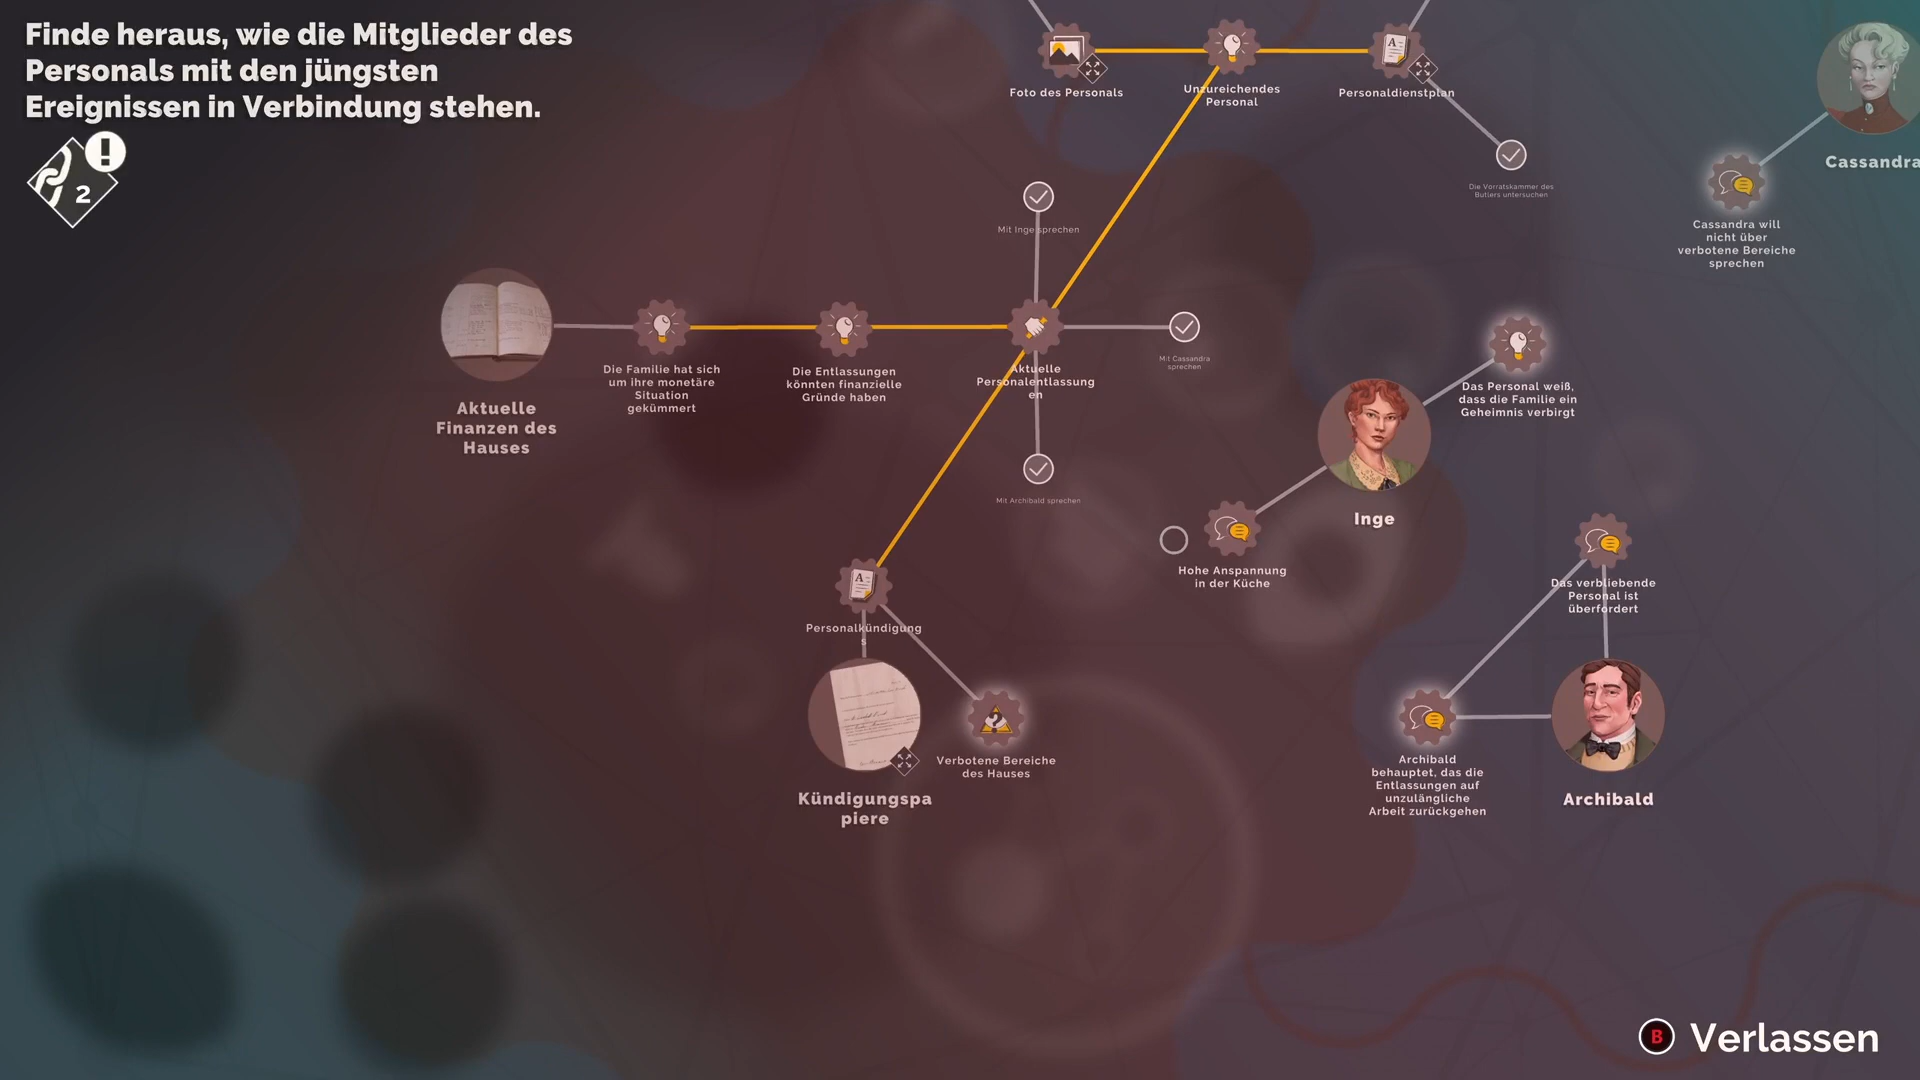 Finde heraus, wie die Mitglieder des
Personals mit den jüngsten
Ereignissen in Verbindung stehen.
2
Foto des Personals
Unzureichendes
Personal
Personaldienstplan
Die Vorratskammer des
Butlers untersuchen
Cassandra
Cassandra will
nicht über
verbotene Bereiche
sprechen
Mit Inge sprechen
Aktuelle
Finanzen des
Hauses
Die Familie hat sich
um ihre monetäre
Situation
gekümmert
Die Entlassungen
könnten finanzielle
Gründe haben
Aktuelle
Personalentlassung
en
Mit Cassandra
sprechen
Mit Archibald sprechen
Das Personal weiß,
dass die Familie ein
Geheimnis verbirgt
Inge
Hohe Anspannung
in der Küche
Das verbliebende
Personal ist
überfordert
Personalkündigung
s
Kündigungspa
piere
Verbotene Bereiche
des Hauses
Archibald
behauptet, das die
Entlassungen auf
unzulängliche
Arbeit zurückgehen
Archibald
B Verlassen